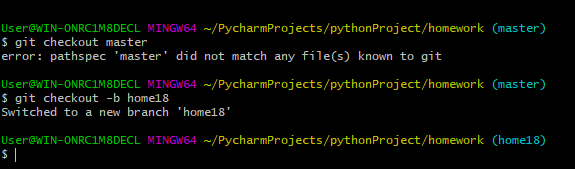 User@WIN-ONRC1M8DECL MINGW64 ~/PycharmProjects/pythonProject/homework (master)
$ git checkout master
error: pathspec 'master' did not match any file(s) known to git
User@WIN-ONRC1M8DECL MINGW64 ~/PycharmProjects/pythonProject/homework (master)
$ git checkout -b home18
Switched to a new branch 'home18'
User@WIN-ONRC1M8DECL MINGW64 ~/PycharmProjects/pythonProject/homework (home18)
$